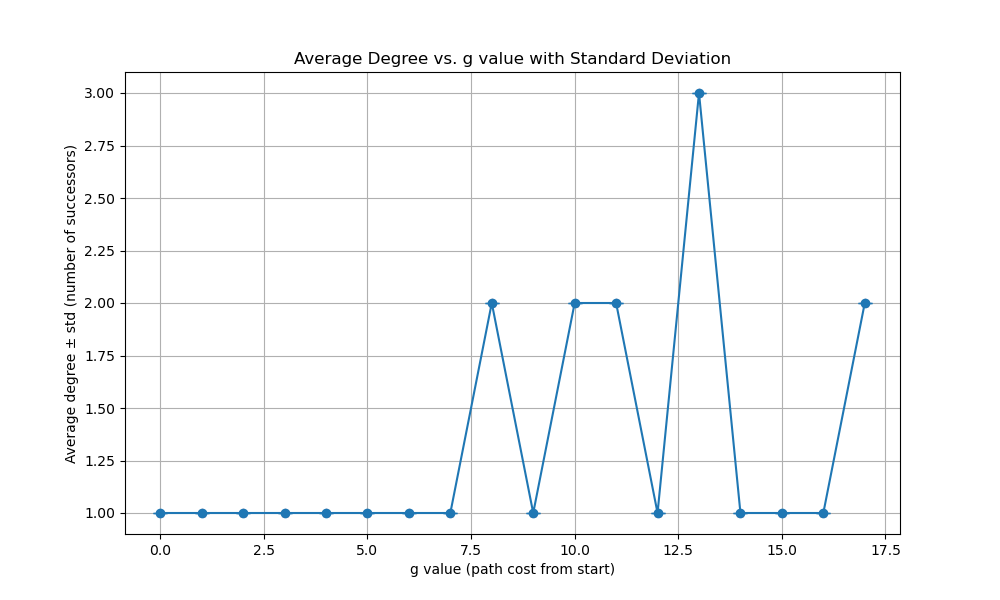 Average Degree vs. g value with Standard Deviation
Average degree ± std (number of successors)
3.00
2.75
2.50
2.25
2.00
1.75
1.50
1.25
1.00
0.0 2.5 5.0 7.5 10.0 12.5 15.0 17.5
g value (path cost from start)